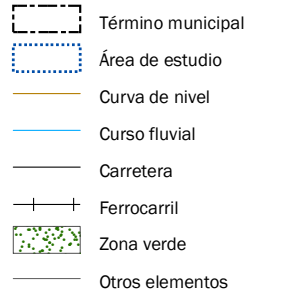 Término municipal
Área de estudio
Curva de nivel
Curso fluvial
Carretera
Ferrocarril
Zona verde
Otros elementos